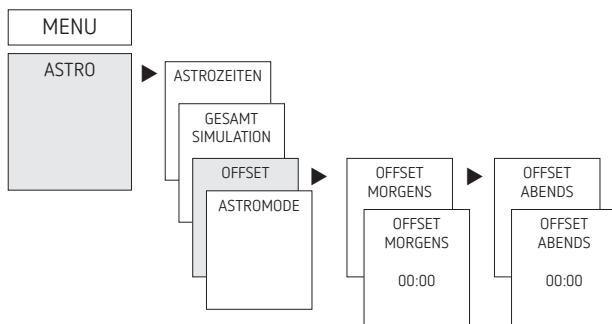 MENU
ASTRO
ASTROZEITEN
GESAMT
SIMULATION
OFFSET
ASTROMODE
OFFSET
MORGENS
OFFSET
MORGENS
00:00
OFFSET
ABENDS
OFFSET
ABENDS
00:00